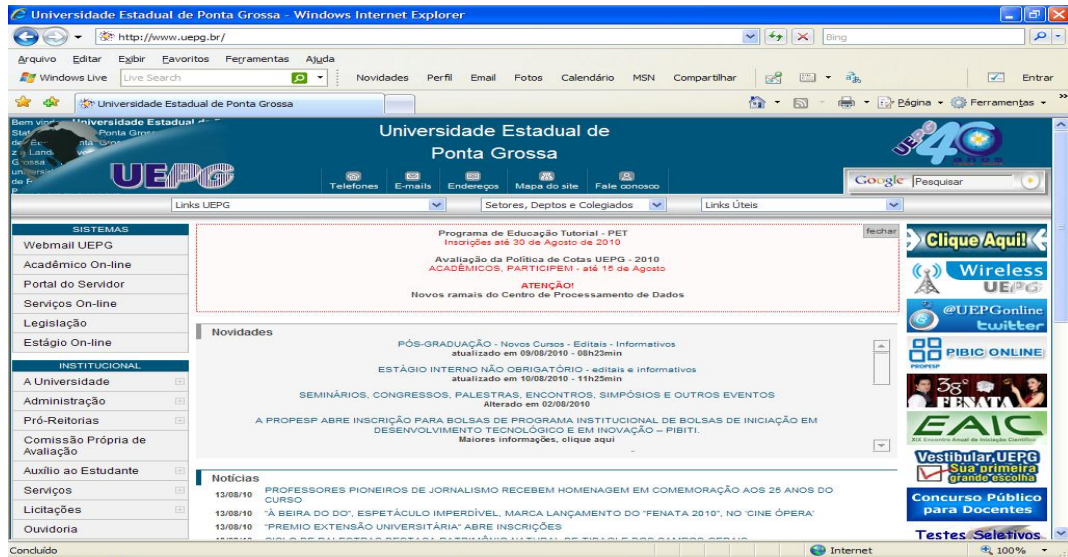 Universidade Estadual de Ponta Grossa - Windows Internet Explorer
http://www.uepg.br/
Bing
Arquivo Editar Exibir Favoritos Ferramentas Ajuda
Windows Live Live Search Novidades Perfil Email Fotos Calendário MSN Compartilhar Entrar
Universidade Estadual de Ponta Grossa Página Ferramentas
Universidade Estadual de
Ponta Grossa
UEPG
UEPG 40 anos
Telefones E-mails Endereços Mapa do site Fale conosco
Google Pesquisar
Links UEPG Setores, Deptos e Colegiados Links Úteis
SISTEMAS
Webmail UEPG
Acadêmico On-line
Portal do Servidor
Serviços On-line
Legislação
Estágio On-line
INSTITUCIONAL
A Universidade
Administração
Pró-Reitorias
Comissão Própria de
Avaliação
Auxílio ao Estudante
Serviços
Licitações
Ouvidoria
fechar
Programa de Educação Tutorial - PET
Inscrições até 30 de Agosto de 2010
Avaliação da Política de Cotas UEPG - 2010
ACADÊMICOS, PARTICIPEM - até 15 de Agosto
ATENÇÃO!
Novos ramais do Centro de Processamento de Dados
Novidades
PÓS-GRADUAÇÃO - Novos Cursos - Editais - Informativos
atualizado em 09/08/2010 - 08h23min
ESTÁGIO INTERNO NÃO OBRIGATÓRIO - editais e informativos
atualizado em 10/08/2010 - 11h25min
SEMINÁRIOS, CONGRESSOS, PALESTRAS, ENCONTROS, SIMPÓSIOS E OUTROS EVENTOS
Alterado em 02/08/2010
A PROPESP ABRE INSCRIÇÃO PARA BOLSAS DE PROGRAMA INSTITUCIONAL DE BOLSAS DE INICIAÇÃO EM
DESENVOLVIMENTO TECNOLÓGICO E EM INOVAÇÃO – PIBITI.
Maiores informações, clique aqui
Notícias
13/08/10 PROFESSORES PIONEIROS DE JORNALISMO RECEBEM HOMENAGEM EM COMEMORAÇÃO AOS 25 ANOS DO
CURSO
13/08/10 "À BEIRA DO DO", ESPETÁCULO IMPERDÍVEL, MARCA LANÇAMENTO DO "FENATA 2010", NO 'CINE ÓPERA'
13/08/10 "PREMIO EXTENSÃO UNIVERSITÁRIA" ABRE INSCRIÇÕES
Clique Aqui!
Wireless
UEPG
@UEPGonline
twitter
PIBIC ONLINE
PROPESP
38º
FENATA
EAIC
XIX Encontro Anual de Iniciação Científica
Vestibular UEPG
Sua primeira
grande escolha
Concurso Público
para Docentes
Testes Seletivos
Concluído Internet 100%